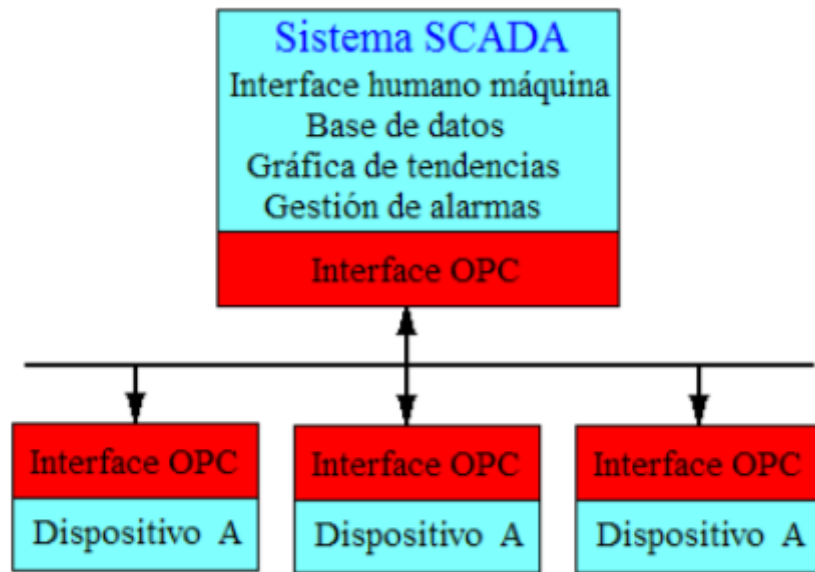 Sistema SCADA
Interface humano máquina
Base de datos
Gráfica de tendencias
Gestión de alarmas
Interface OPC
Interface OPC
Interface OPC
Interface OPC
Dispositivo A
Dispositivo A
Dispositivo A